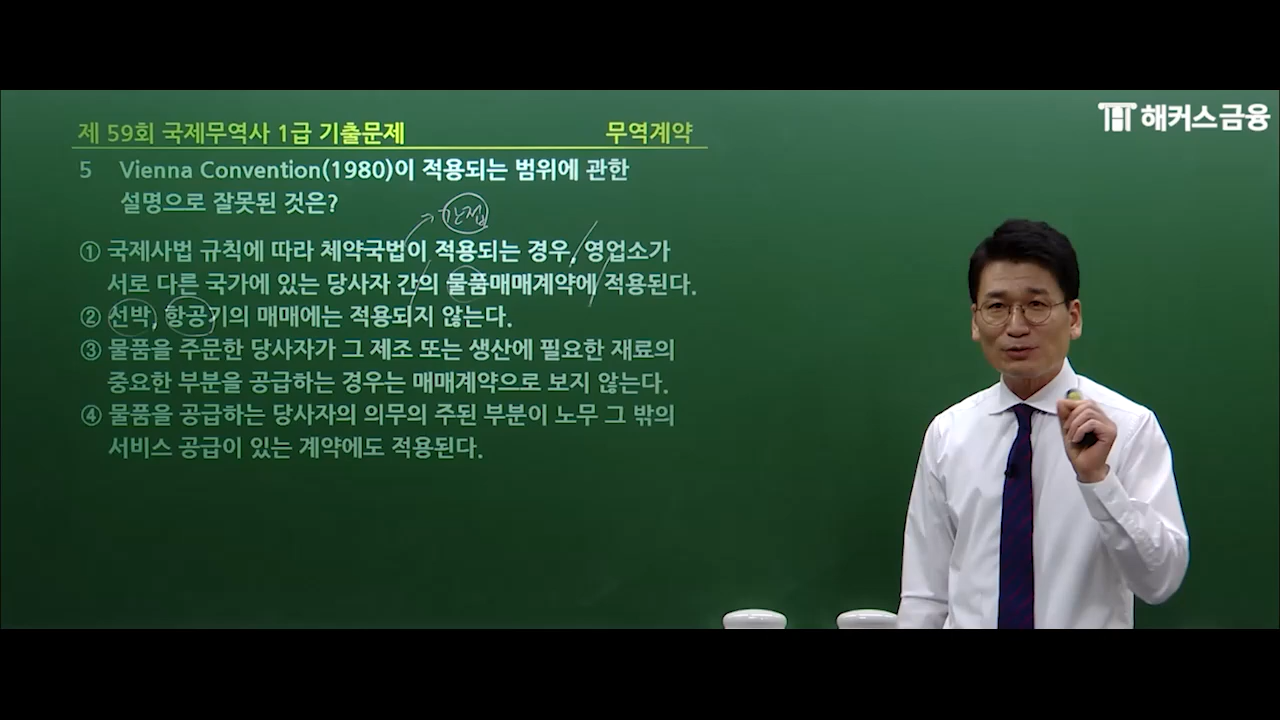 해커스금융
제 59회 국제무역사 1급 기출문제 무역계약
5 Vienna Convention(1980)이 적용되는 범위에 관한
설명으로 잘못된 것은?
간접
① 국제사법 규칙에 따라 체약국법이 적용되는 경우, 영업소가
서로 다른 국가에 있는 당사자 간의 물품매매계약에 적용된다.
② 선박, 항공기의 매매에는 적용되지 않는다.
③ 물품을 주문한 당사자가 그 제조 또는 생산에 필요한 재료의
중요한 부분을 공급하는 경우는 매매계약으로 보지 않는다.
④ 물품을 공급하는 당사자의 의무의 주된 부분이 노무 그 밖의
서비스 공급이 있는 계약에도 적용된다.